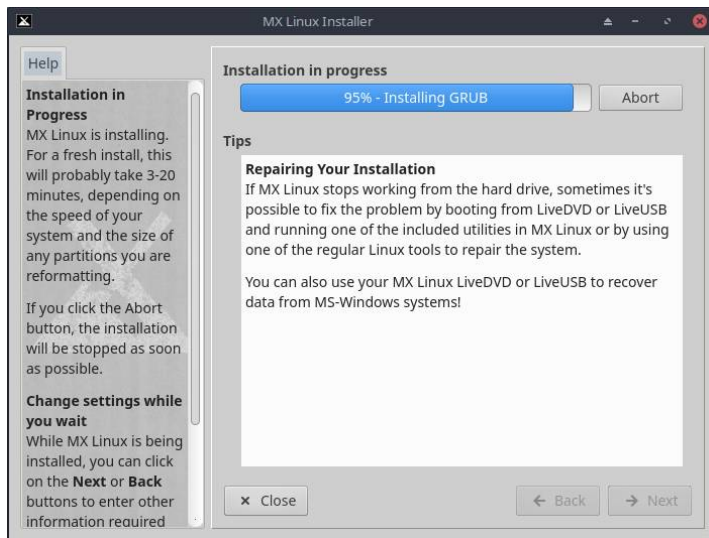 MX Linux Installer
Help
Installation in
Progress
MX Linux is installing.
For a fresh install, this
will probably take 3-20
minutes, depending on
the speed of your
system and the size of
any partitions you are
reformatting.
If you click the Abort
button, the installation
will be stopped as soon
as possible.
Change settings while
you wait
While MX Linux is being
installed, you can click
on the Next or Back
buttons to enter other
information required
Installation in progress
95% - Installing GRUB
Abort
Tips
Repairing Your Installation
If MX Linux stops working from the hard drive, sometimes it's
possible to fix the problem by booting from LiveDVD or LiveUSB
and running one of the included utilities in MX Linux or by using
one of the regular Linux tools to repair the system.
You can also use your MX Linux LiveDVD or LiveUSB to recover
data from MS-Windows systems!
Close
Back
Next